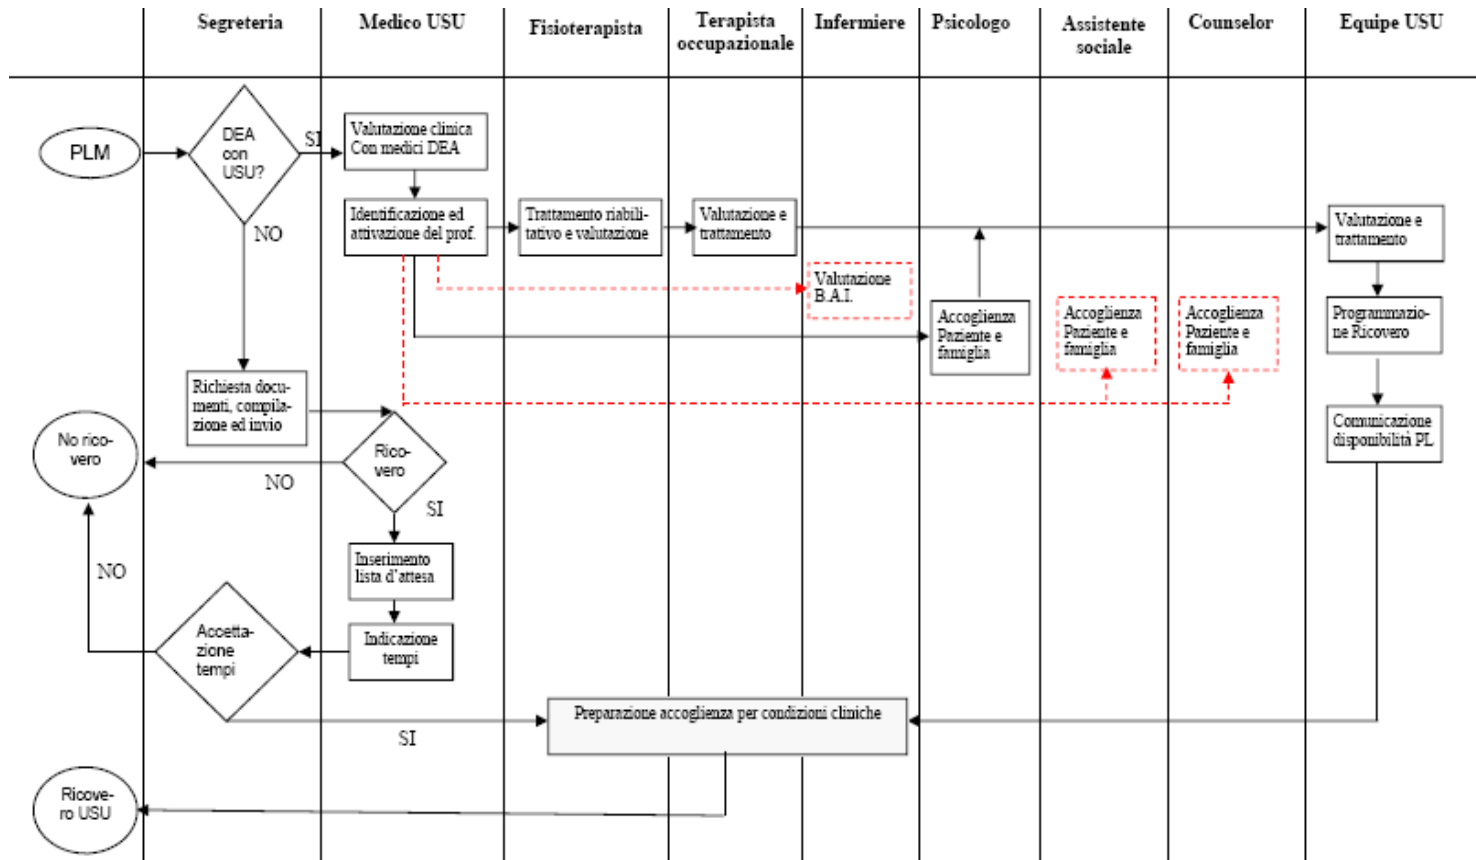 Segreteria
Medico USU
Fisioterapista
Terapista
occupazionale
Infermiere
Psicologo
Assistente
sociale
Counselor
Equipe USU
PLM
DEA
con
USU?
SI
NO
Valutazione clinica
Con medici DEA
Identificazione ed
attivazione del prof.
Trattamento riabili-
tativo e valutazione
Valutazione e
trattamento
Valutazione e
trattamento
Valutazione
B.A.I.
Accoglienza
Paziente e
famiglia
Accoglienza
Paziente e
famiglia
Accoglienza
Paziente e
famiglia
Programmazio-
ne Ricovero
Richiesta docu-
menti, compila-
zione ed invio
Comunicazione
disponibilità PL
No rico-
vero
Rico-
vero
NO
SI
Inserimento
lista d'attesa
NO
Accetta-
zione
tempi
Indicazione
tempi
SI
Preparazione accoglienza per condizioni cliniche
Ricove-
ro USU